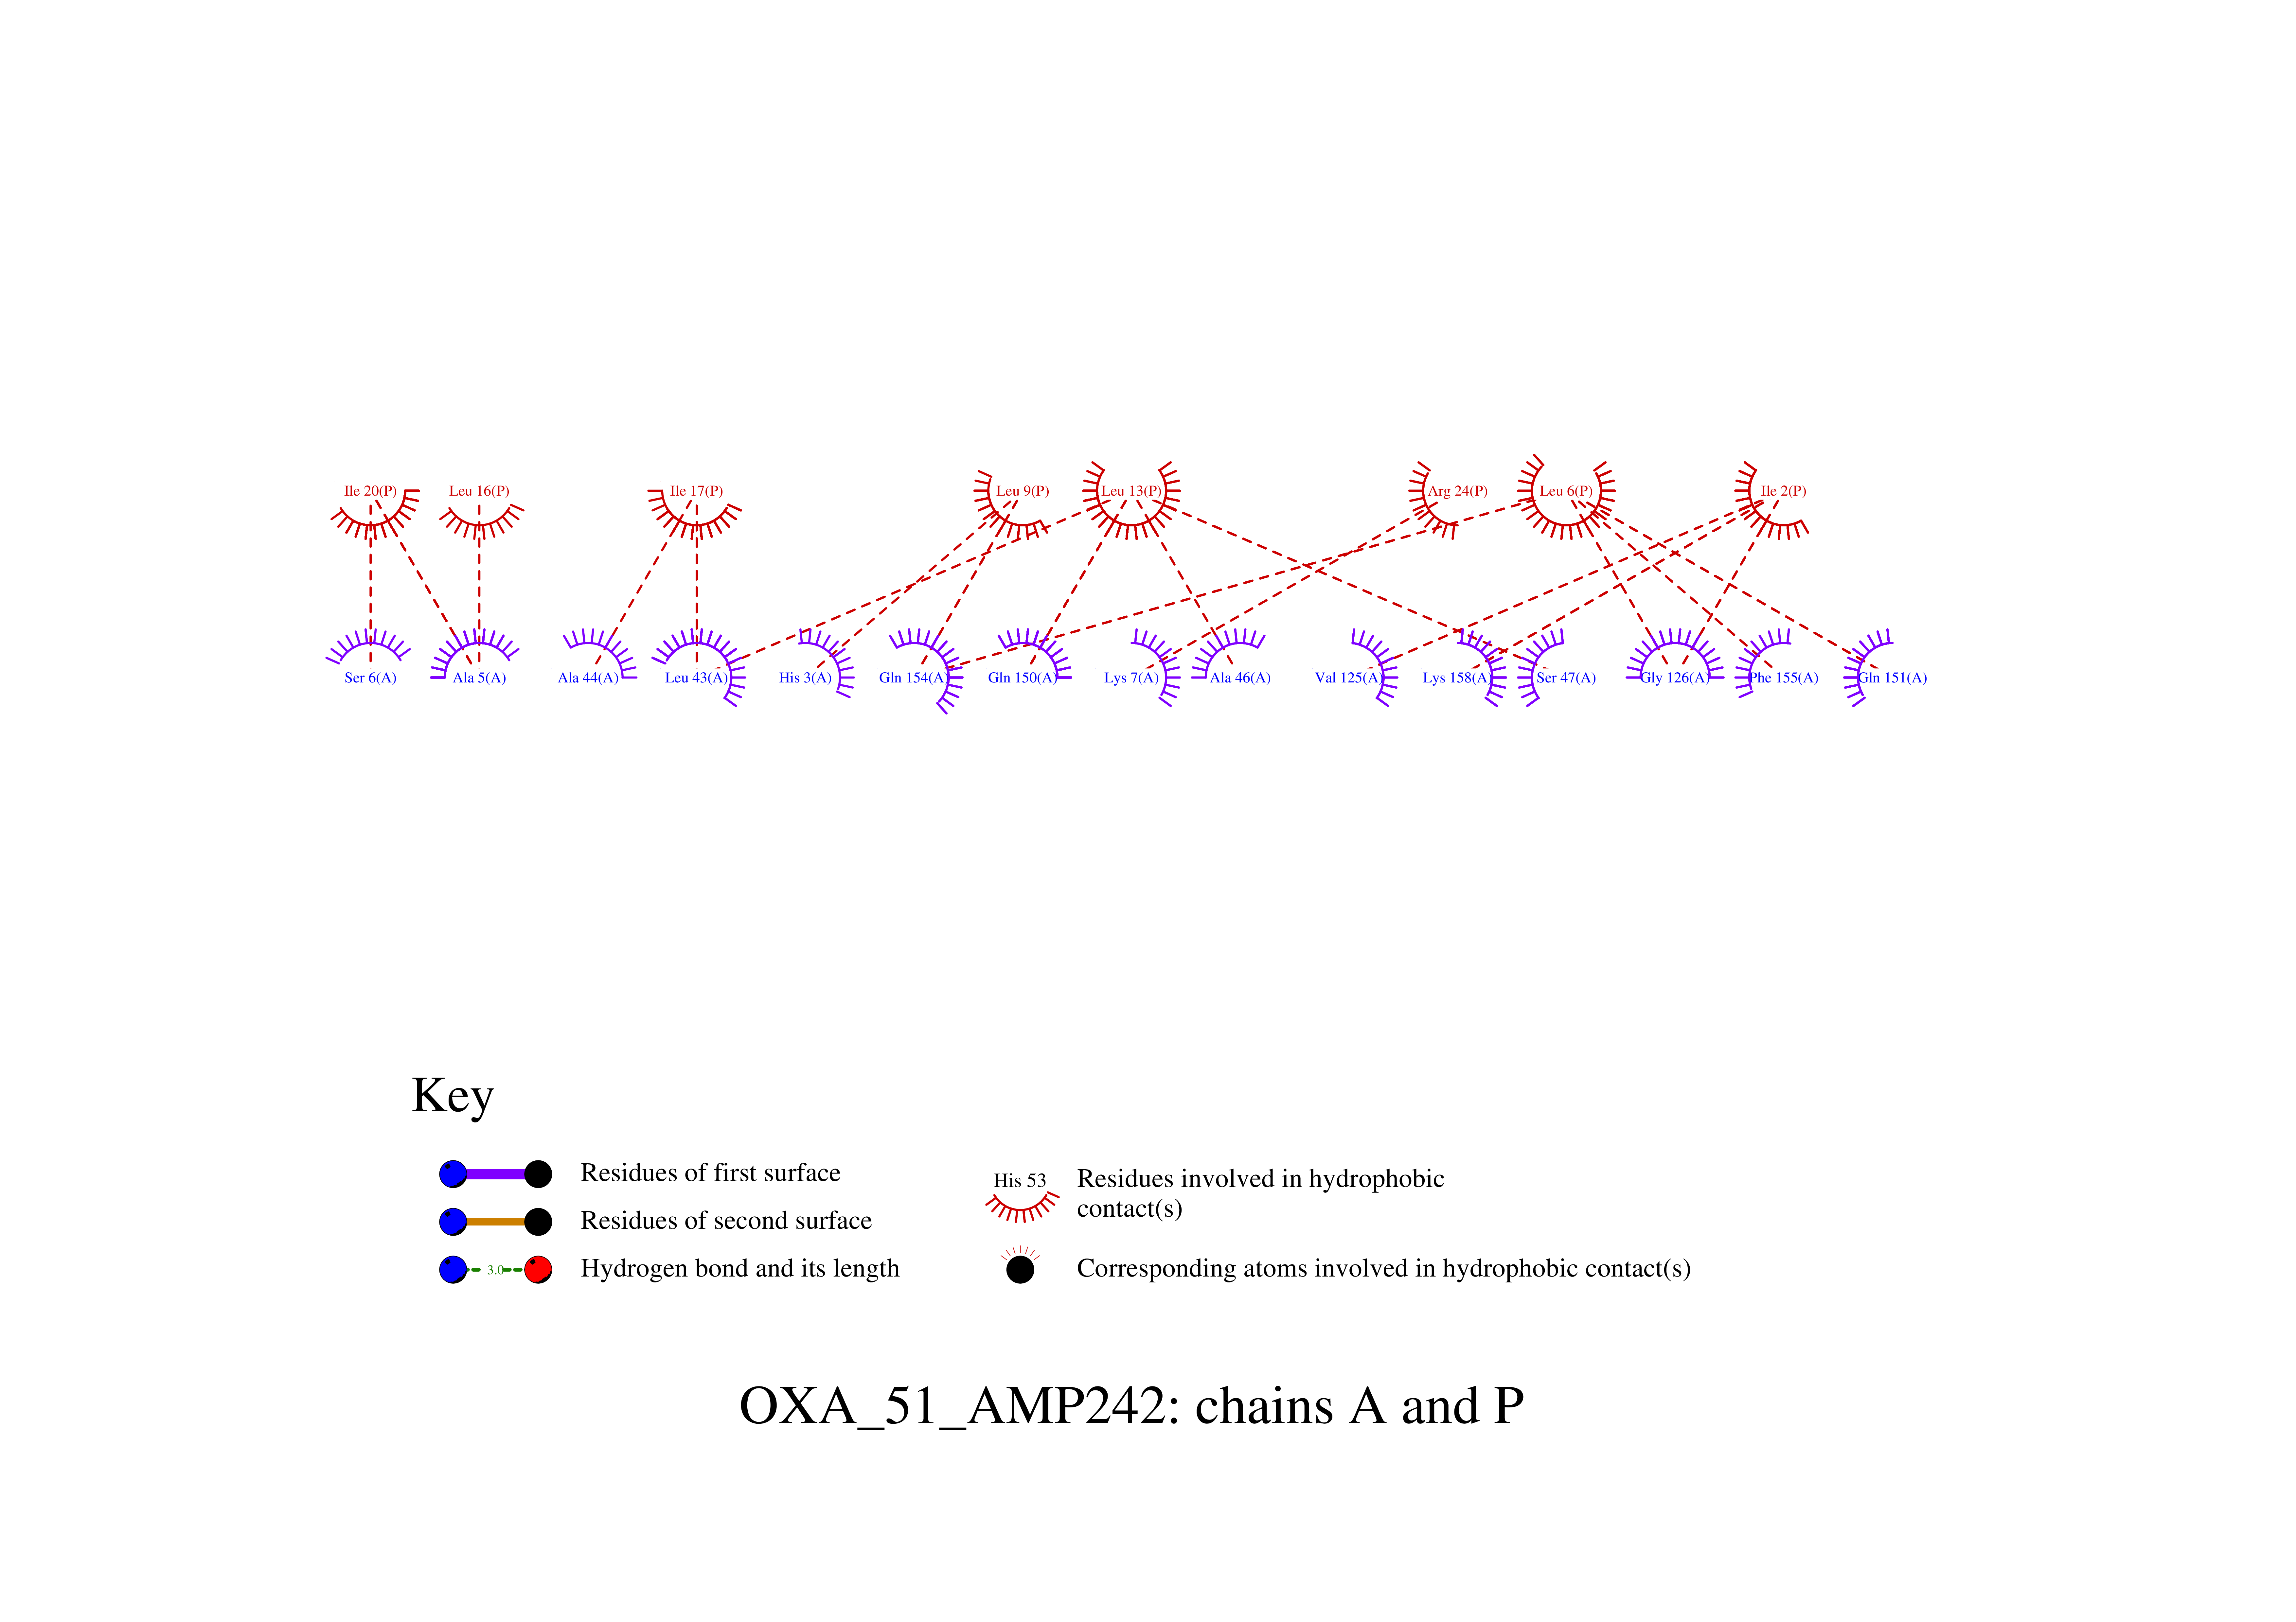 Ile 20(P) Leu 16(P) Ile 17(P) Leu 9(P) Leu 13(P) Arg 24(P) Leu 6(P) Ile 2(P)
Ser 6(A) Ala 5(A) Ala 44(A) Leu 43(A) His 3(A) Gln 154(A) Gln 150(A) Lys 7(A) Ala 46(A) Val 125(A) Lys 158(A) Ser 47(A) Gly 126(A) Phe 155(A) Gln 151(A)
Key
Residues of first surface
Residues of second surface
3.0 Hydrogen bond and its length
His 53 Residues involved in hydrophobic
contact(s)
Corresponding atoms involved in hydrophobic contact(s)
OXA_51_AMP242: chains A and P